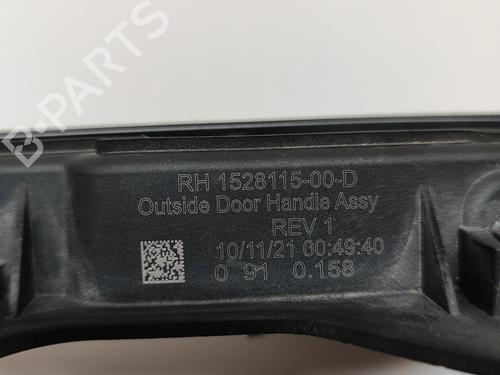 RH 1528115-00-D
Outside Door Handle Assy
REV 1
10/11/21 00:49:40
0 91 0.158
B-PARTS